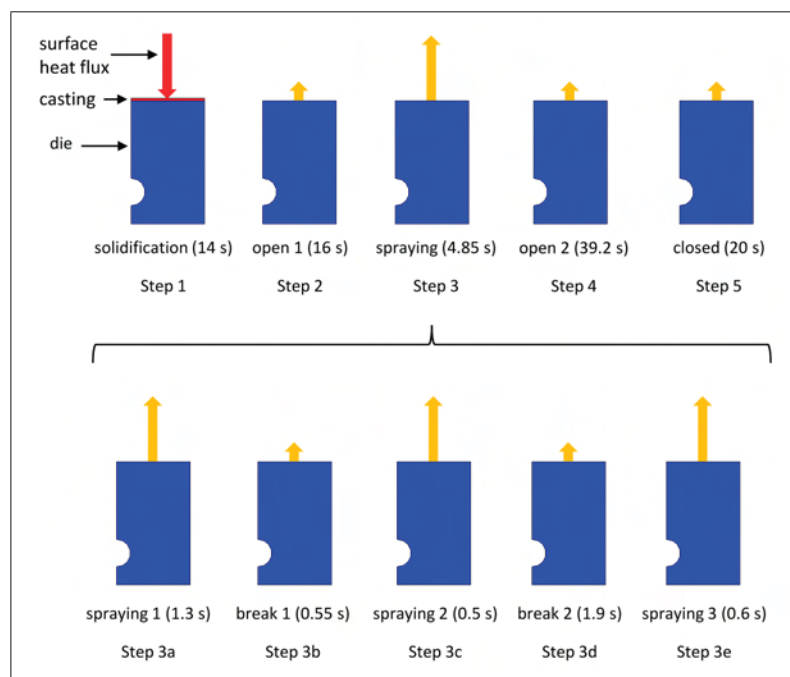 surface
heat flux
casting
die
solidification (14 s)
open 1 (16 s)
spraying (4.85 s)
open 2 (39.2 s)
closed (20 s)
Step 1
Step 2
Step 3
Step 4
Step 5
spraying 1 (1.3 s)
break 1 (0.55 s)
spraying 2 (0.5 s)
break 2 (1.9 s)
spraying 3 (0.6 s)
Step 3a
Step 3b
Step 3c
Step 3d
Step 3e